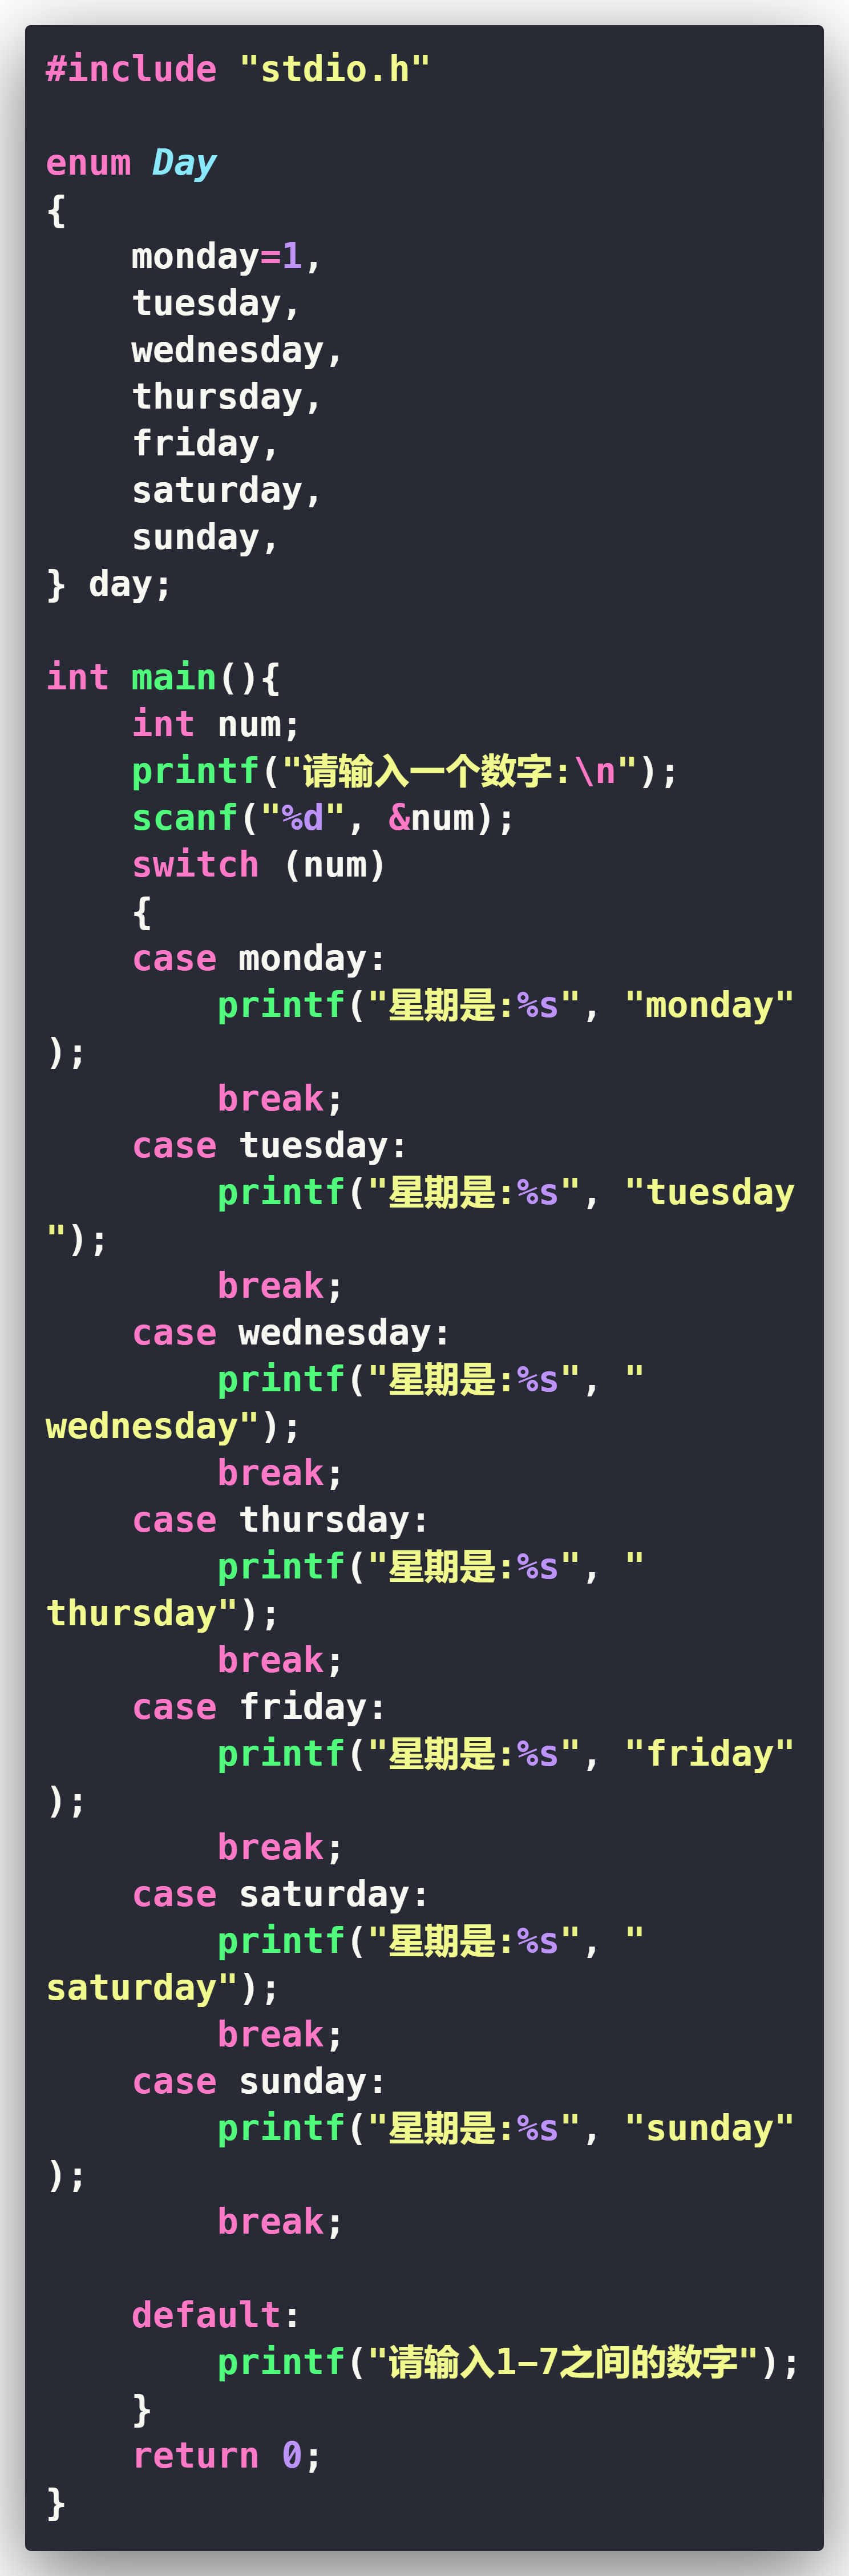 #include "stdio.h"

enum Day
{
    monday=1,
    tuesday,
    wednesday,
    thursday,
    friday,
    saturday,
    sunday,
} day;

int main(){
    int num;
    printf("请输入一个数字:\n");
    scanf("%d", &num);
    switch (num)
    {
    case monday:
        printf("星期是:%s", "monday"
);
        break;
    case tuesday:
        printf("星期是:%s", "tuesday
");
        break;
    case wednesday:
        printf("星期是:%s", "
wednesday");
        break;
    case thursday:
        printf("星期是:%s", "
thursday");
        break;
    case friday:
        printf("星期是:%s", "friday"
);
        break;
    case saturday:
        printf("星期是:%s", "
saturday");
        break;
    case sunday:
        printf("星期是:%s", "sunday"
);
        break;

    default:
        printf("请输入1-7之间的数字");
    }
    return 0;
}